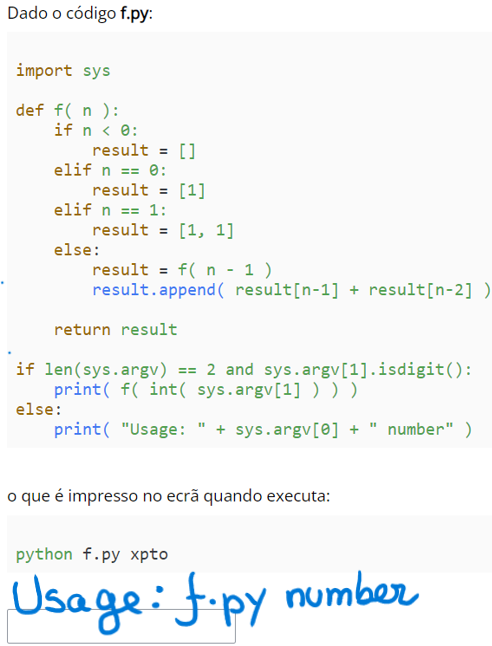 Dado o código f.py:
import sys
def f( n ):
    if n < 0:
        result = []
    elif n == 0:
        result = [1]
    elif n == 1:
        result = [1, 1]
    else:
        result = f( n - 1 )
        result.append( result[n-1] + result[n-2] )
    return result
if len(sys.argv) == 2 and sys.argv[1].isdigit():
    print( f( int( sys.argv[1] ) ) )
else:
    print( "Usage: " + sys.argv[0] + " number" )
o que é impresso no ecrã quando executa:
python f.py xpto
Usage: f.py number